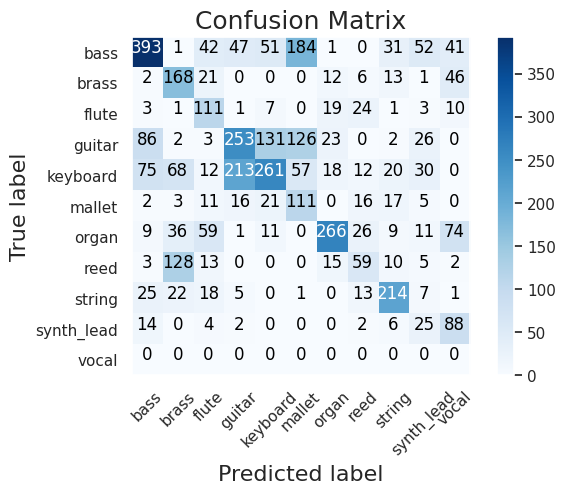 Confusion Matrix
True label
bass 393 1 42 47 51 184 1 0 31 52 41
brass 2 168 21 0 0 0 12 6 13 1 46
flute 3 1 111 1 7 0 19 24 1 3 10
guitar 86 2 3 253 131 126 23 0 2 26 0
keyboard 75 68 12 213 261 57 18 12 20 30 0
mallet 2 3 11 16 21 111 0 16 17 5 0
organ 9 36 59 1 11 0 266 26 9 11 74
reed 3 128 13 0 0 0 15 59 10 5 2
string 25 22 18 5 0 1 0 13 214 7 1
synth_lead 14 0 4 2 0 0 0 2 6 25 88
vocal 0 0 0 0 0 0 0 0 0 0 0
bass brass flute guitar keyboard mallet organ reed string synth_lead vocal
Predicted label
350
300
250
200
150
100
50
0